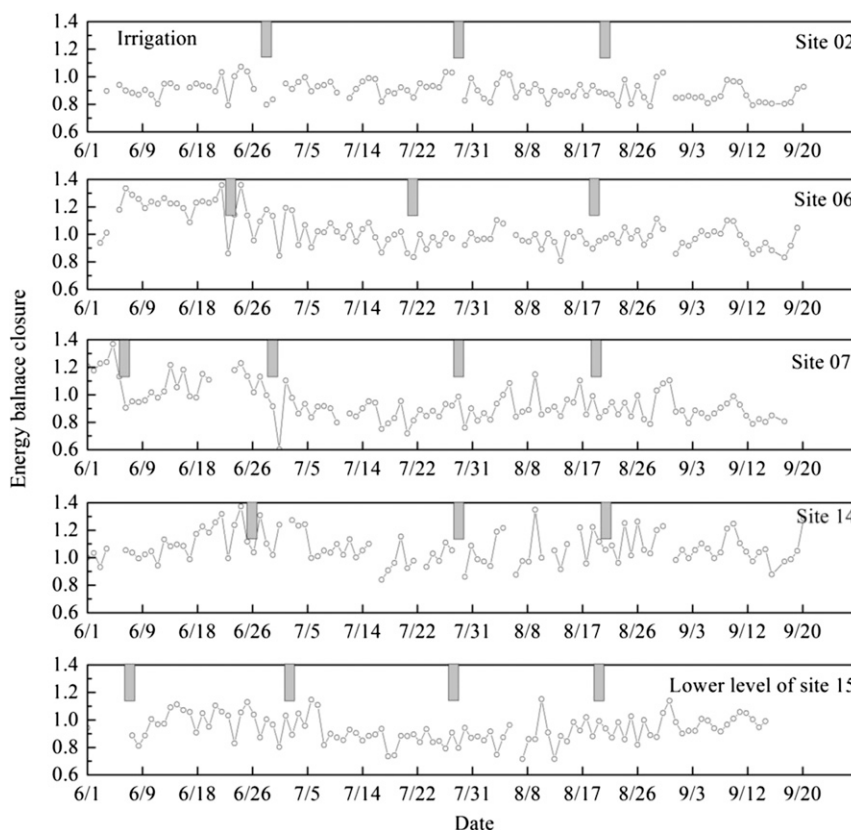 Energy balnace closure
Irrigation
Site 02
1.4
1.2
1.0
0.8
0.6
6/1 6/9 6/18 6/26 7/5 7/14 7/22 7/31 8/8 8/17 8/26 9/3 9/12 9/20
Site 06
1.4
1.2
1.0
0.8
0.6
6/1 6/9 6/18 6/26 7/5 7/14 7/22 7/31 8/8 8/17 8/26 9/3 9/12 9/20
Site 07
1.4
1.2
1.0
0.8
0.6
6/1 6/9 6/18 6/26 7/5 7/14 7/22 7/31 8/8 8/17 8/26 9/3 9/12 9/20
Site 14
1.4
1.2
1.0
0.8
0.6
6/1 6/9 6/18 6/26 7/5 7/14 7/22 7/31 8/8 8/17 8/26 9/3 9/12 9/20
Lower level of site 15
1.4
1.2
1.0
0.8
0.6
6/1 6/9 6/18 6/26 7/5 7/14 7/22 7/31 8/8 8/17 8/26 9/3 9/12 9/20
Date